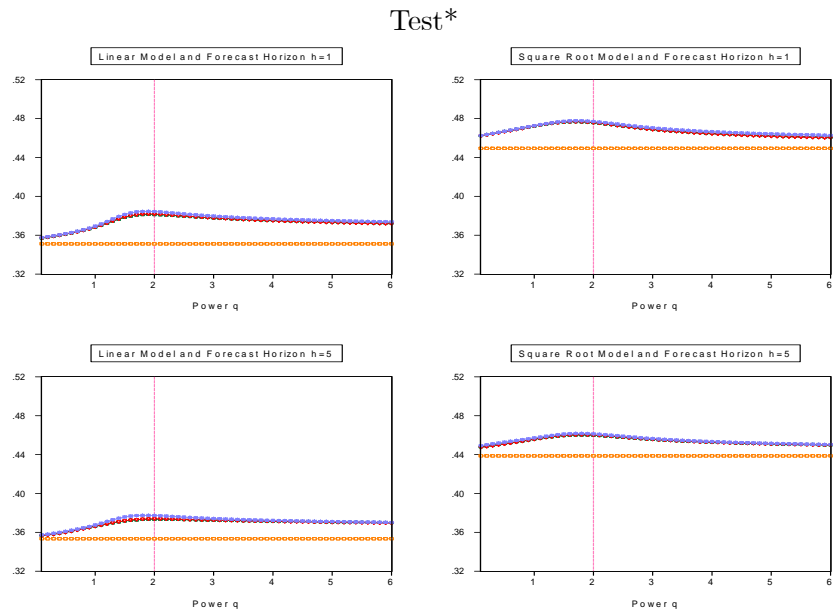 Test*
Linear Model and Forecast Horizon h=1
.52
.48
.44
.40
.36
.32
1 2 3 4 5 6
Power q
Square Root Model and Forecast Horizon h=1
.52
.48
.44
.40
.36
.32
1 2 3 4 5 6
Power q
Linear Model and Forecast Horizon h=5
.52
.48
.44
.40
.36
.32
1 2 3 4 5 6
Power q
Square Root Model and Forecast Horizon h=5
.52
.48
.44
.40
.36
.32
1 2 3 4 5 6
Power q